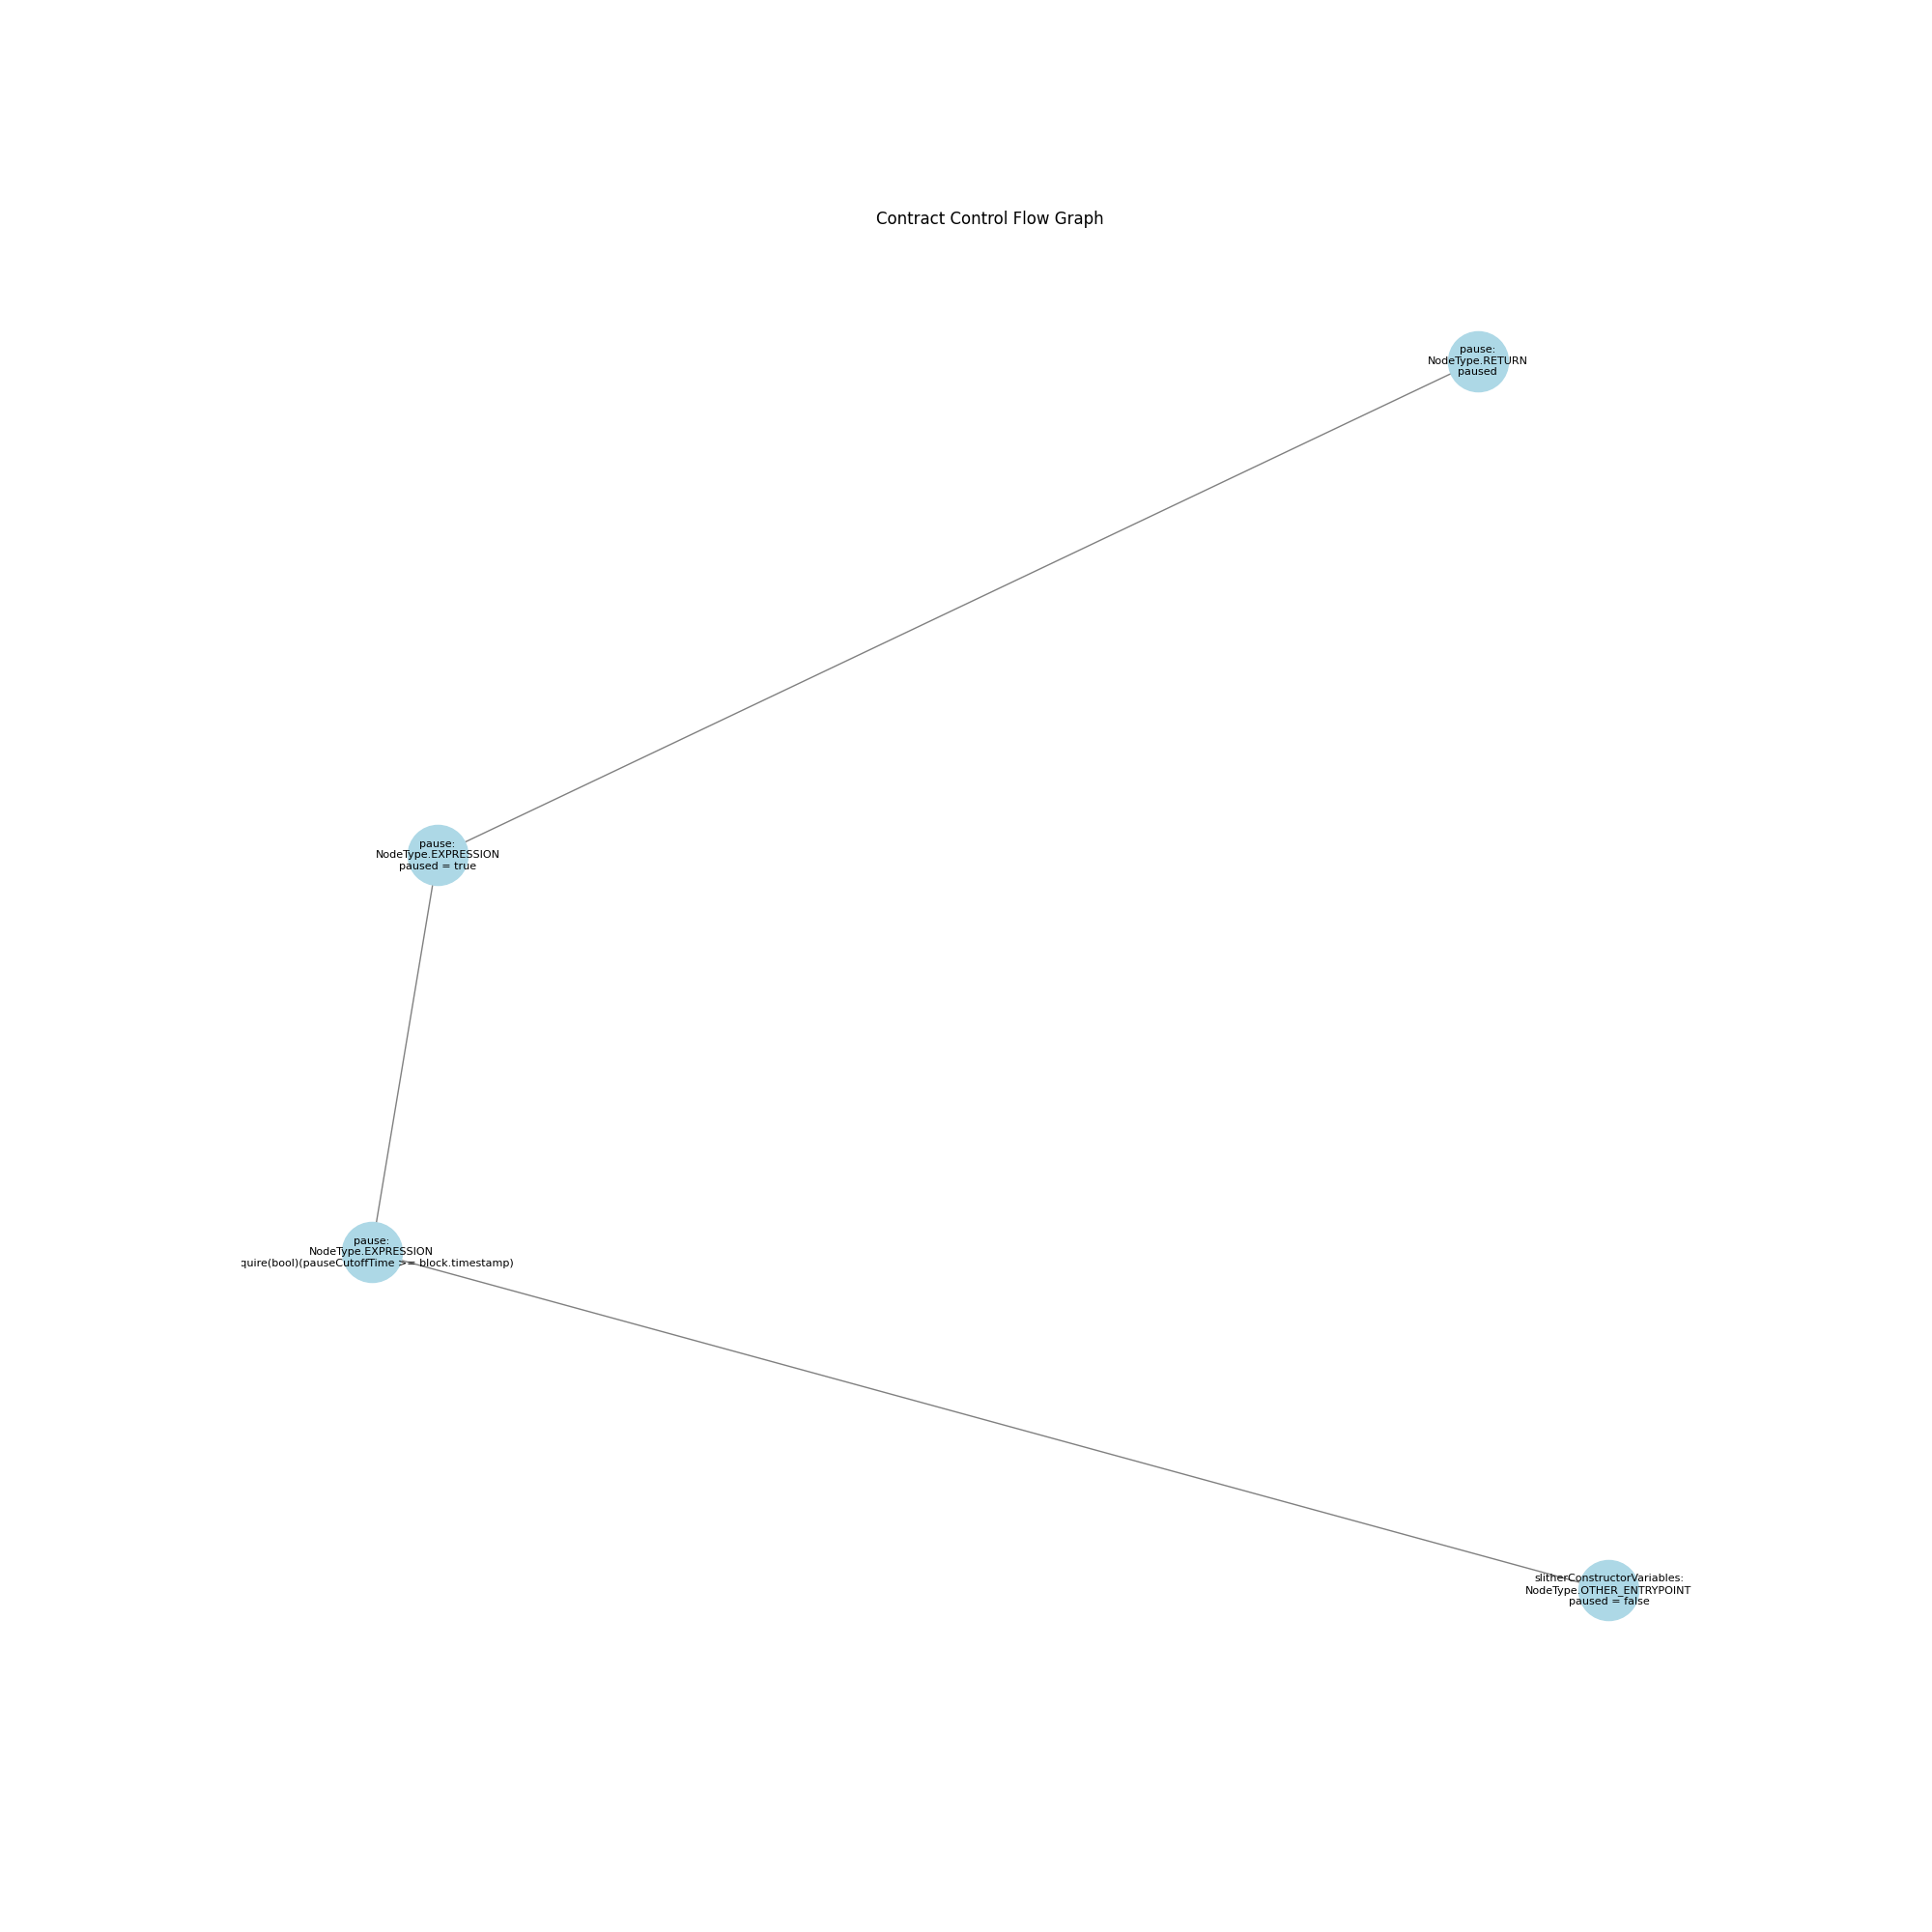 Contract Control Flow Graph
pause:
NodeType.RETURN
paused
pause:
NodeType.EXPRESSION
paused = true
pause:
NodeType.EXPRESSION
quire(bool)(pauseCutoffTime >= block.timestamp)
slitherConstructorVariables:
NodeType.OTHER_ENTRYPOINT
paused = false